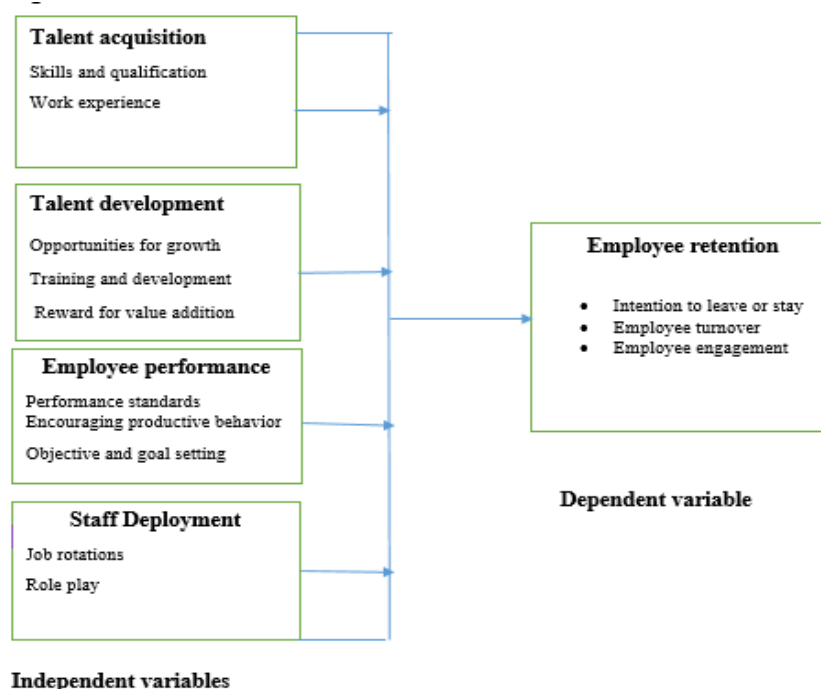 Talent acquisition
Skills and qualification
Work experience
Talent development
Opportunities for growth
Training and development
Reward for value addition
Employee performance
Performance standards
Encouraging productive behavior
Objective and goal setting
Staff Deployment
Job rotations
Role play
Independent variables
Employee retention
• Intention to leave or stay
• Employee turnover
• Employee engagement
Dependent variable